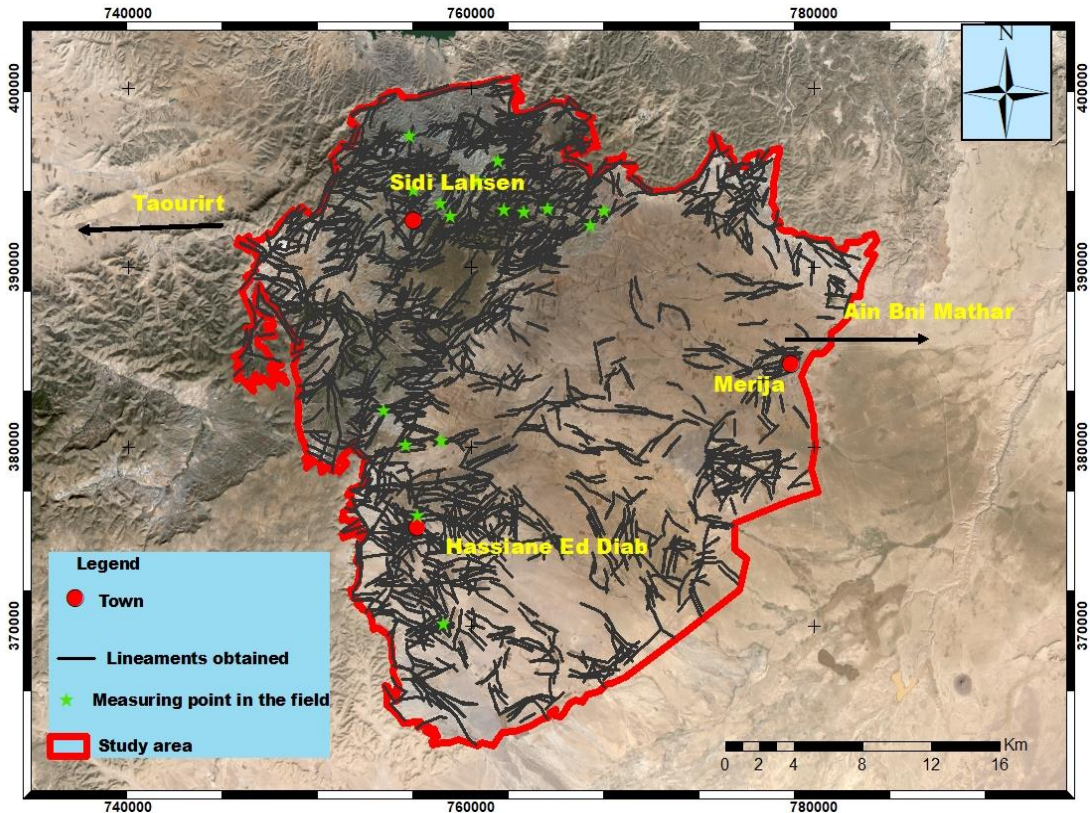 740000 760000 780000
N
400000 400000
Sidi Lahsen
Taourirt
390000 390000
Ain Bni Mathar
Merija
380000 380000
Hassiane Ed Diab
Legend
Town
Lineaments obtained
Measuring point in the field
Study area
370000 370000
Km
0 2 4 8 12 16
740000 760000 780000